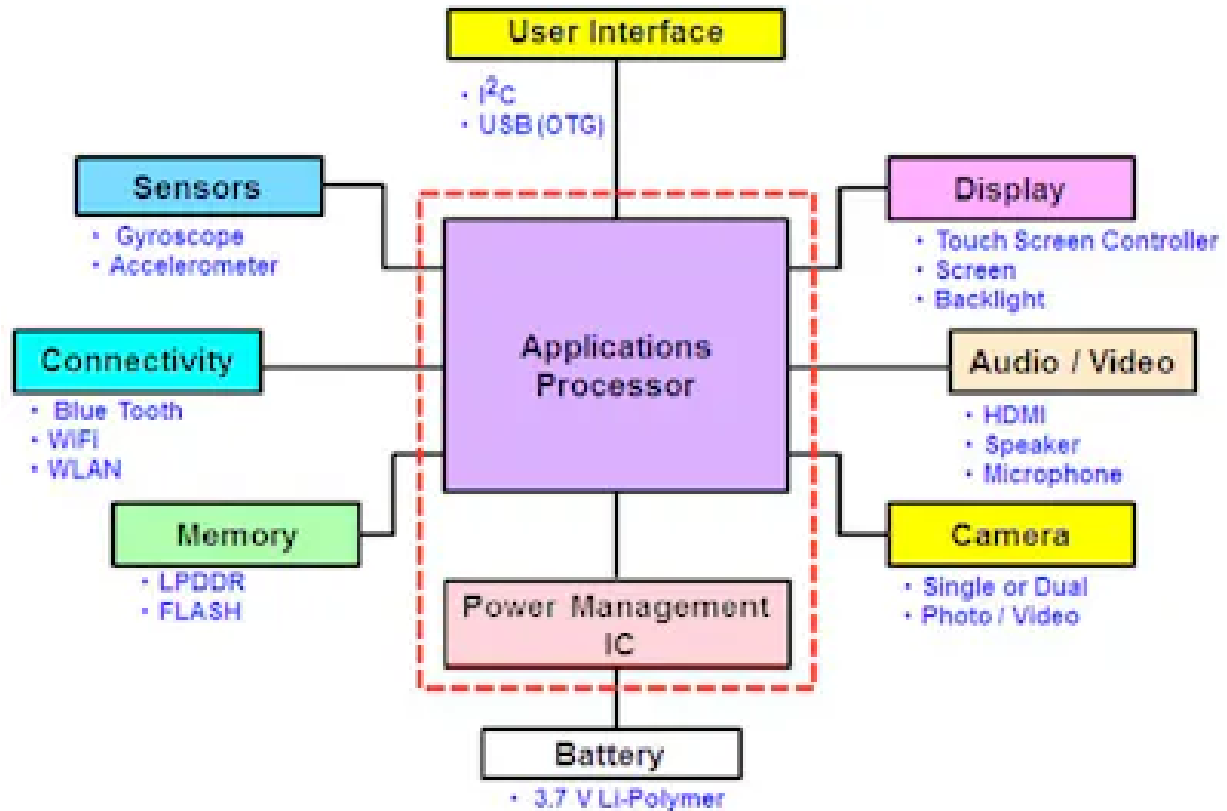 User Interface
• I²C
• USB (OTG)
Sensors
• Gyroscope
• Accelerometer
Display
• Touch Screen Controller
• Screen
• Backlight
Applications
Processor
Connectivity
• Blue Tooth
• WiFI
• WLAN
Audio / Video
• HDMI
• Speaker
• Microphone
Memory
• LPDDR
• FLASH
Camera
• Single or Dual
• Photo / Video
Power Management
IC
Battery
• 3.7 V Li-Polymer